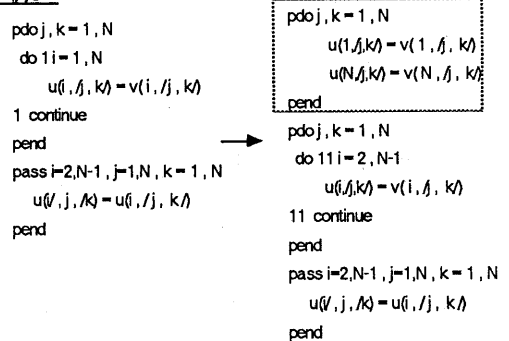 pdo j , k = 1 , N
do 1 i = 1, N
u(i , /j, k/) = v( i , /j , k/)
1 continue
pend
pass i=2,N-1 , j=1,N , k = 1 , N
u(i/ , j , /k) = u(i , / j , k /)
pend
pdo j , k = 1 , N
u(1,/j,k/) = v( 1 , /j , k/)
u(N,/j,k/) = v( N , /j , k/)
pend
pdo j , k = 1 , N
do 11 i = 2 , N-1
u(i,/j,k/) = v( i , /j , k/)
11 continue
pend
pass i=2,N-1 , j=1,N , k = 1 , N
u(i/ , j , /k) = u(i , / j , k /)
pend